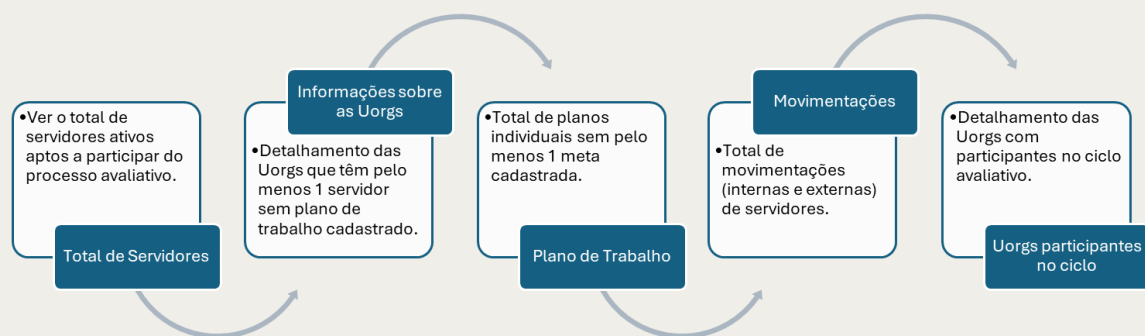 •Ver o total de
servidores ativos
aptos a participar do
processo avaliativo.
Total de Servidores
Informações sobre
as Uorgs
•Detalhamento das
Uorgs que têm pelo
menos 1 servidor
sem plano de
trabalho cadastrado.
•Total de planos
individuais sem pelo
menos 1 meta
cadastrada.
Plano de Trabalho
Movimentações
•Total de
movimentações
(internas e externas)
de servidores.
•Detalhamento das
Uorgs com
participantes no ciclo
avaliativo.
Uorgs participantes
no ciclo